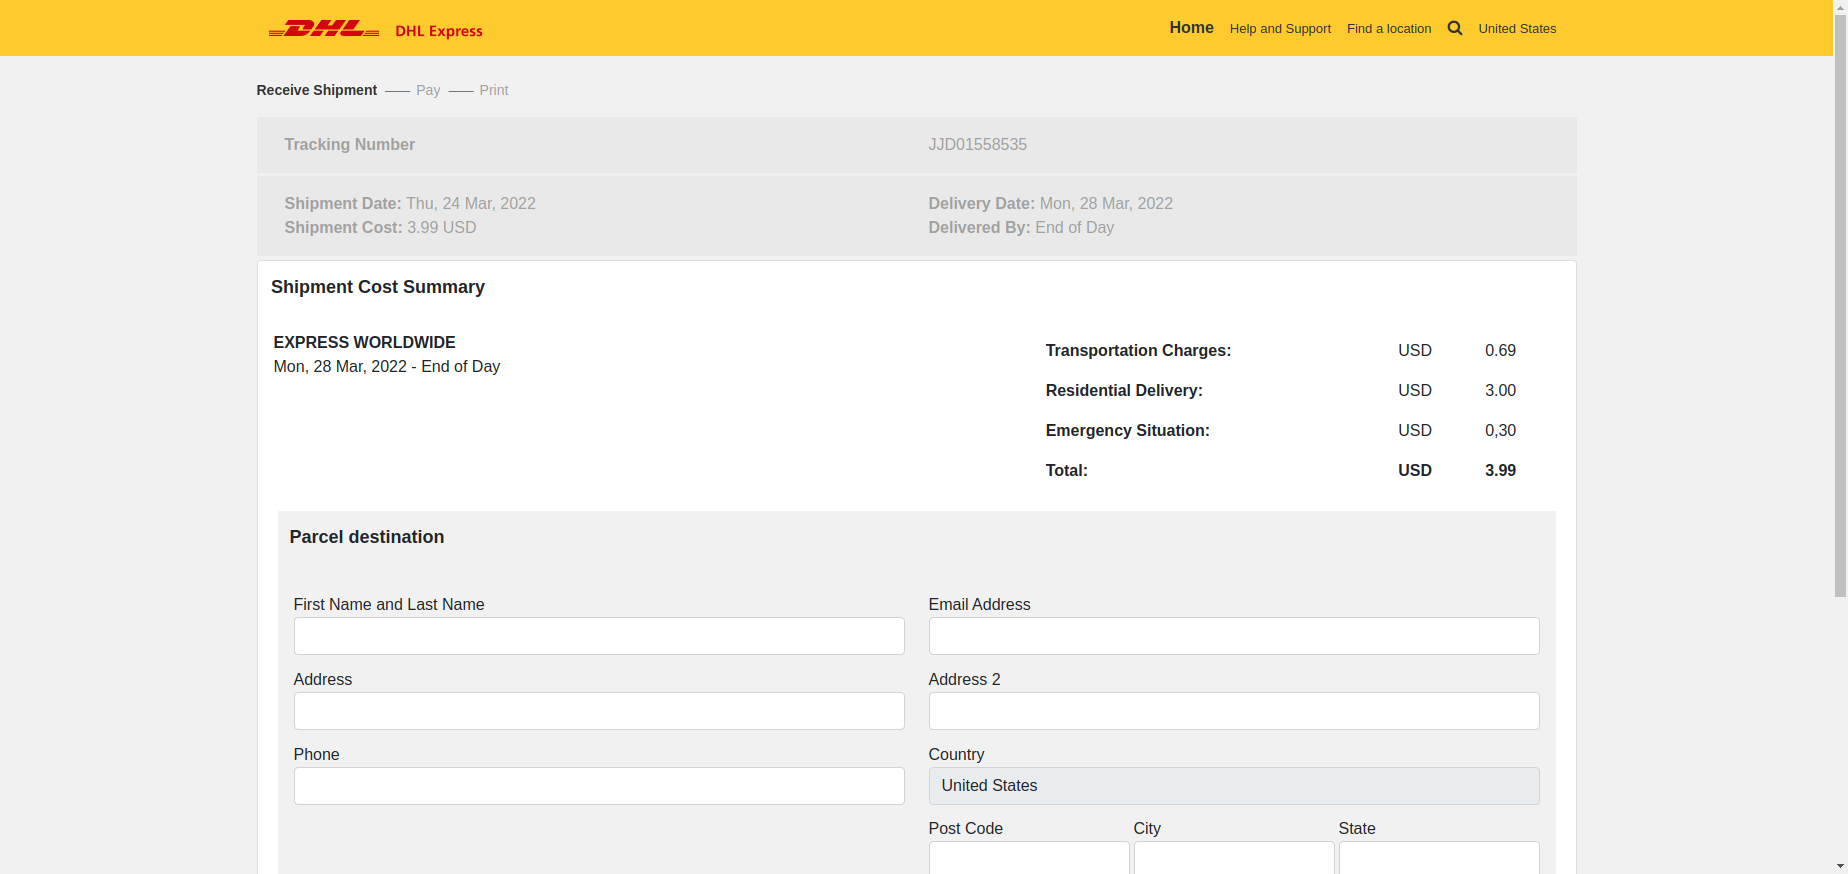 DHL DHL Express Home Help and Support Find a location United States
Receive Shipment Pay Print
Tracking Number JJD01558535
Shipment Date: Thu, 24 Mar, 2022 Delivery Date: Mon, 28 Mar, 2022
Shipment Cost: 3.99 USD Delivered By: End of Day
Shipment Cost Summary
EXPRESS WORLDWIDE
Mon, 28 Mar, 2022 - End of Day
Transportation Charges: USD 0.69
Residential Delivery: USD 3.00
Emergency Situation: USD 0,30
Total: USD 3.99
Parcel destination
First Name and Last Name Email Address
Address Address 2
Phone Country
United States
Post Code City State